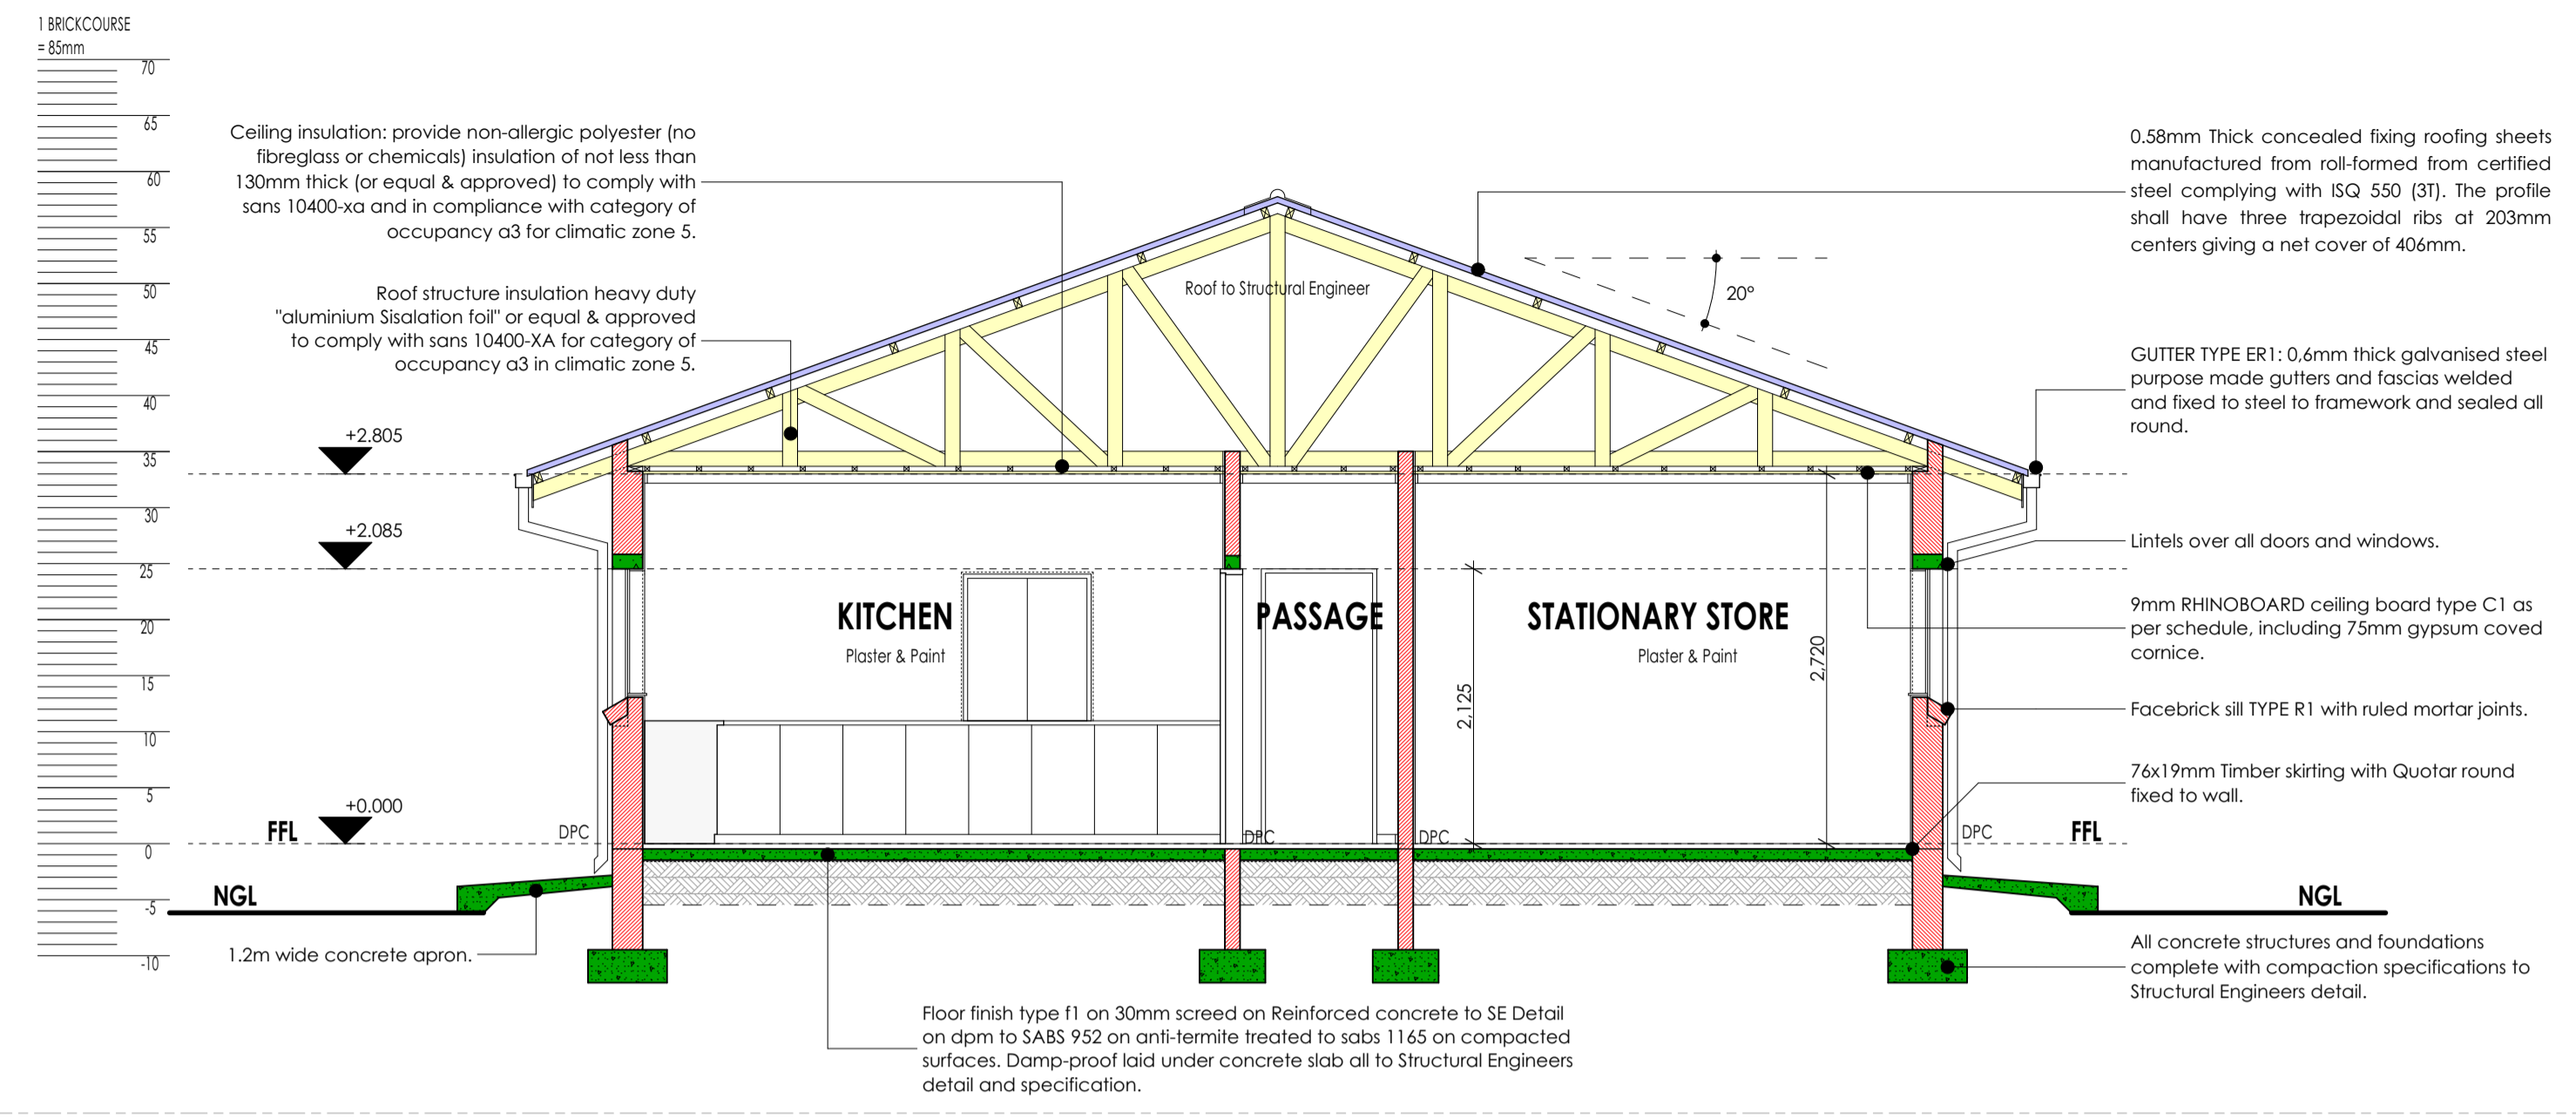 1 BRICKCOURSE
= 85mm
70
65
60
55
50
45
40
35
30
25
20
15
10
5
0
-5
-10
Ceiling insulation: provide non-allergic polyester (no
fibreglass or chemicals) insulation of not less than
130mm thick (or equal & approved) to comply with
sans 10400-xa and in compliance with category of
occupancy a3 for climatic zone 5.
Roof structure insulation heavy duty
"aluminium Sisalation foil" or equal & approved
to comply with sans 10400-XA for category of
occupancy a3 in climatic zone 5.
+2.805
+2.085
+0.000
FFL
DPC
NGL
1.2m wide concrete apron.
Roof to Structural Engineer
20°
KITCHEN
Plaster & Paint
PASSAGE
STATIONARY STORE
Plaster & Paint
2,125
2,720
DPC
DPC
Floor finish type f1 on 30mm screed on Reinforced concrete to SE Detail
on dpm to SABS 952 on anti-termite treated to sabs 1165 on compacted
surfaces. Damp-proof laid under concrete slab all to Structural Engineers
detail and specification.
0.58mm Thick concealed fixing roofing sheets
manufactured from roll-formed from certified
steel complying with ISQ 550 (3T). The profile
shall have three trapezoidal ribs at 203mm
centers giving a net cover of 406mm.
GUTTER TYPE ER1: 0,6mm thick galvanised steel
purpose made gutters and fascias welded
and fixed to steel to framework and sealed all
round.
Lintels over all doors and windows.
9mm RHINOBOARD ceiling board type C1 as
per schedule, including 75mm gypsum coved
cornice.
Facebrick sill TYPE R1 with ruled mortar joints.
76x19mm Timber skirting with Quotar round
fixed to wall.
DPC
FFL
NGL
All concrete structures and foundations
complete with compaction specifications to
Structural Engineers detail.